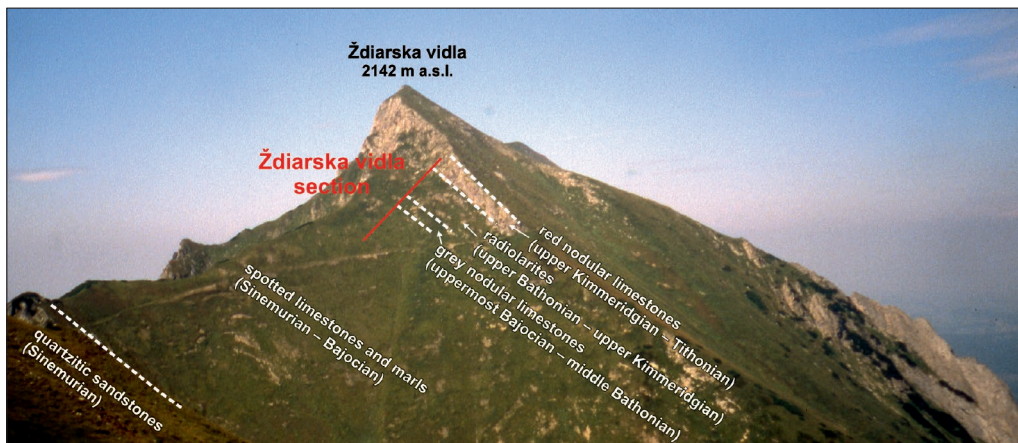 Ždiarska vidla
2142 m a.s.l.
Ždiarska vidla
section
red nodular limestones
(upper Kimmeridgian – Tithonian)
radiolarites
(upper Bathonian – upper Kimmeridgian)
grey nodular limestones
(uppermost Bajocian – middle Bathonian)
spotted limestones and marls
(Sinemurian – Bajocian)
quartzitic sandstones
(Sinemurian)